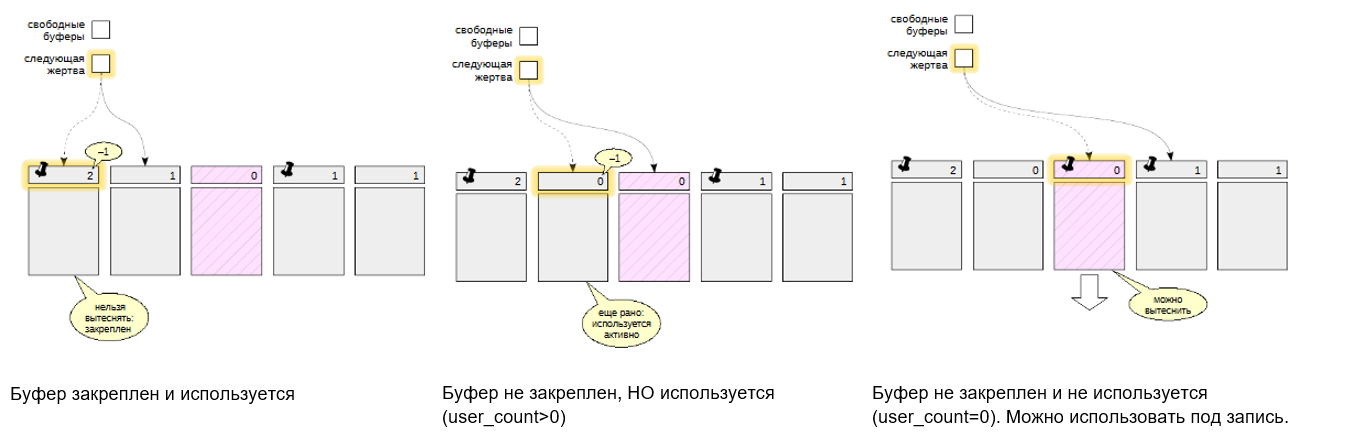 свободные
буферы
следующая
жертва
–1
2
1
0
1
1
нельзя
вытеснять:
закреплен
Буфер закреплен и используется
свободные
буферы
следующая
жертва
–1
2
0
0
1
1
еще рано:
используется
активно
Буфер не закреплен, НО используется
(user_count>0)
свободные
буферы
следующая
жертва
2
0
0
1
1
можно
вытеснить
Буфер не закреплен и не используется
(user_count=0). Можно использовать под запись.